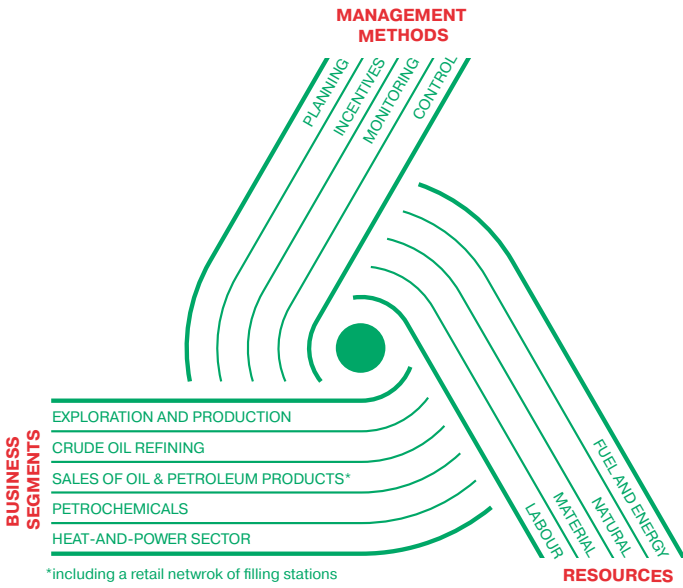 MANAGEMENT
METHODS
PLANNING
INCENTIVES
MONITORING
CONTROL
BUSINESS
SEGMENTS
EXPLORATION AND PRODUCTION
CRUDE OIL REFINING
SALES OF OIL & PETROLEUM PRODUCTS*
PETROCHEMICALS
HEAT-AND-POWER SECTOR
*including a retail netwrok of filling stations
LABOUR
MATERIAL
NATURAL
FUEL AND ENERGY
RESOURCES